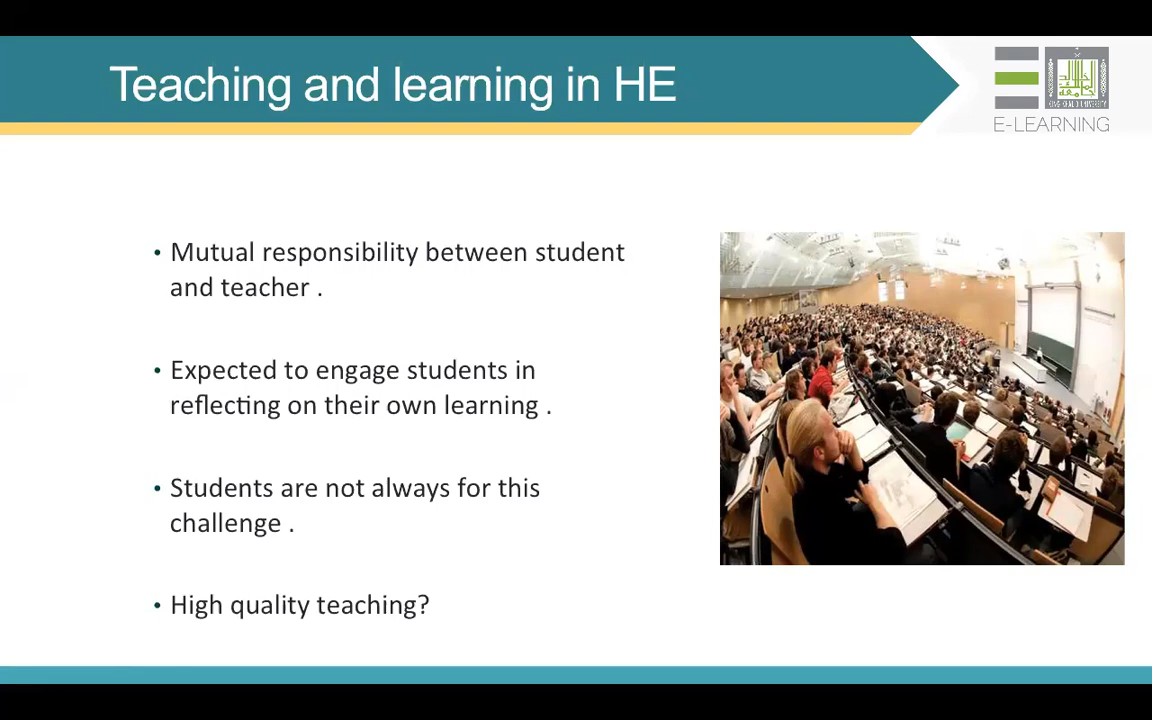 Teaching and learning in HE
E-LEARNING
• Mutual responsibility between student
and teacher .
• Expected to engage students in
reflecting on their own learning .
• Students are not always for this
challenge .
• High quality teaching?